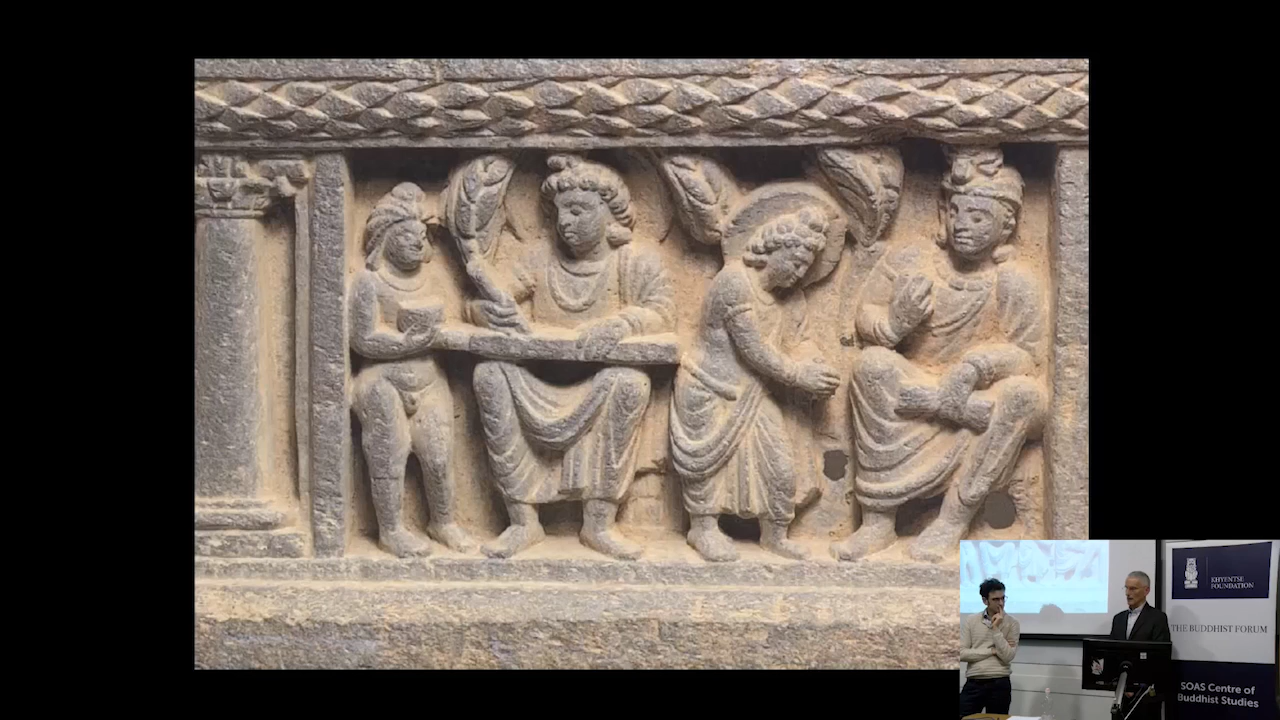 KHYENTSE
FOUNDATION
THE BUDDHIST FORUM
SOAS Centre of
Buddhist Studies